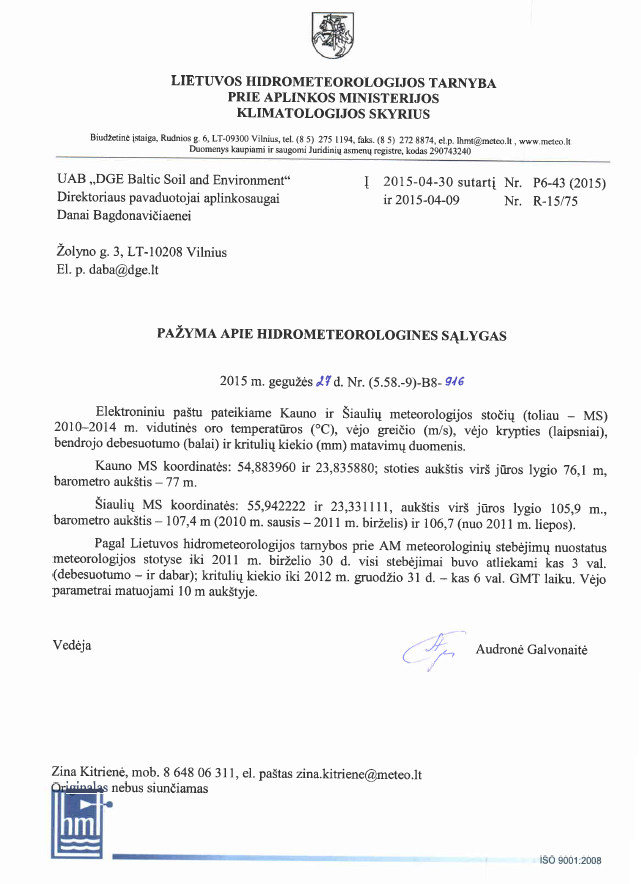 LIETUVOS HIDROMETEOROLOGIJOS TARNYBA
PRIE APLINKOS MINISTERIJOS
KLIMATOLOGIJOS SKYRIUS
Biudžetinė įstaiga, Rudnios g. 6, LT-09300 Vilnius, tel. (8 5) 275 1194, faks. (8 5) 272 8874, el.p. lhmt@meteo.lt , www.meteo.lt
Duomenys kaupiami ir saugomi Juridinių asmenų registre, kodas 290743240
UAB „DGE Baltic Soil and Environment“
Direktoriaus pavaduotojai aplinkosaugai
Danai Bagdonavičiaenei
Į 2015-04-30 sutartį Nr. P6-43 (2015)
ir 2015-04-09 Nr. R-15/75
Žolyno g. 3, LT-10208 Vilnius
El. p. daba@dge.lt
PAŽYMA APIE HIDROMETEOROLOGINES SĄLYGAS
2015 m. gegužės 27 d. Nr. (5.58.-9)-B8- 916
Elektroniniu paštu pateikiame Kauno ir Šiaulių meteorologijos stočių (toliau – MS)
2010–2014 m. vidutinės oro temperatūros (°C), vėjo greičio (m/s), vėjo krypties (laipsniai),
bendrojo debesuotumo (balai) ir kritulių kiekio (mm) matavimų duomenis.
Kauno MS koordinatės: 54,883960 ir 23,835880; stoties aukštis virš jūros lygio 76,1 m,
barometro aukštis – 77 m.
Šiaulių MS koordinatės: 55,942222 ir 23,331111, aukštis virš jūros lygio 105,9 m.,
barometro aukštis – 107,4 m (2010 m. sausis – 2011 m. birželis) ir 106,7 (nuo 2011 m. liepos).
Pagal Lietuvos hidrometeorologijos tarnybos prie AM meteorologinių stebėjimų nuostatus
meteorologijos stotyse iki 2011 m. birželio 30 d. visi stebėjimai buvo atliekami kas 3 val.
(debesuotumo – ir dabar); kritulių kiekio iki 2012 m. gruodžio 31 d. – kas 6 val. GMT laiku. Vėjo
parametrai matuojami 10 m aukštyje.
Vedėja
Audronė Galvonaitė
Zina Kitrienė, mob. 8 648 06 311, el. paštas zina.kitriene@meteo.lt
Originalas nebus siunčiamas
hm
ISO 9001:2008